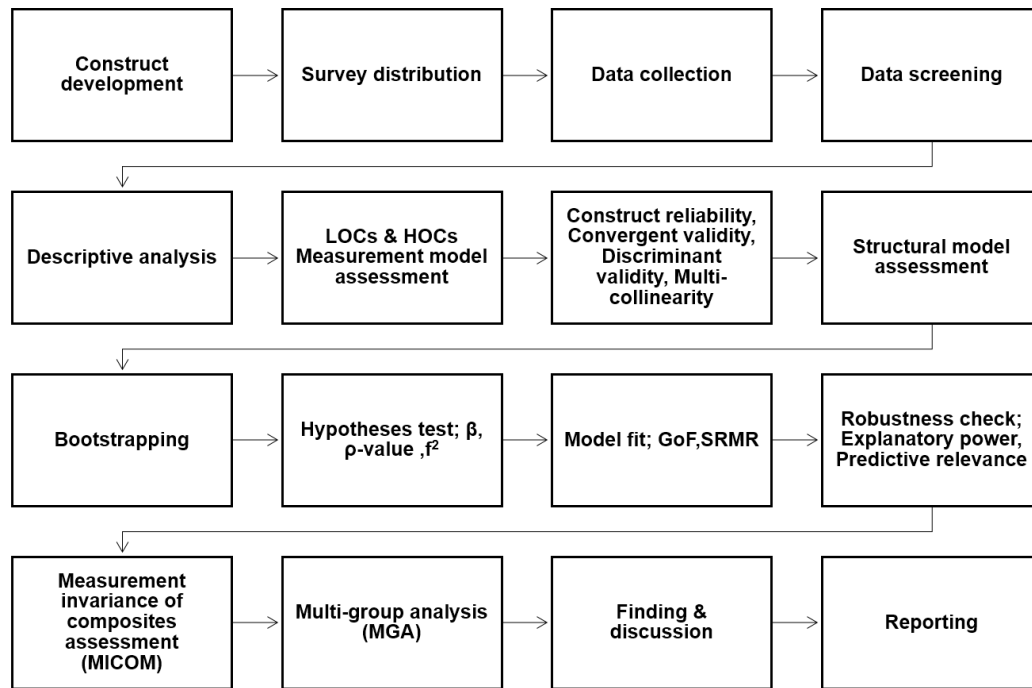 Construct
development
Survey distribution
Data collection
Data screening
Descriptive analysis
LOCs & HOCs
Measurement model
assessment
Construct reliability,
Convergent validity,
Discriminant
validity, Multi-
collinearity
Structural model
assessment
Bootstrapping
Hypotheses test; β,
ρ-value ,f²
Model fit; GoF,SRMR
Robustness check;
Explanatory power,
Predictive relevance
Measurement
invariance of
composites
assessment
(MICOM)
Multi-group analysis
(MGA)
Finding &
discussion
Reporting